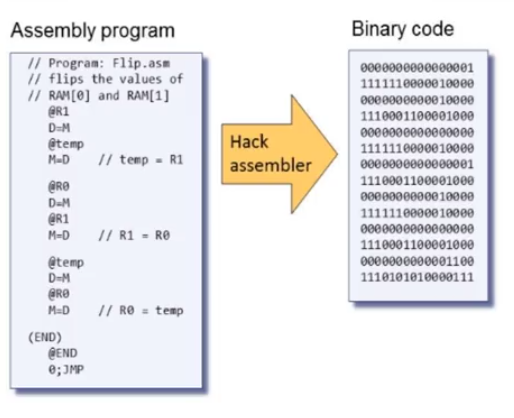 Assembly program
// Program: Flip.asm
// flips the values of
// RAM[0] and RAM[1]
@R1
D=M
@temp
M=D // temp = R1
@R0
D=M
@R1
M=D // R1 = R0
@temp
D=M
@R0
M=D // R0 = temp
(END)
@END
0;JMP
Hack
assembler
Binary code
0000000000000001
1111110000010000
0000000000010000
1110001100001000
0000000000000000
1111110000010000
0000000000000001
1110001100001000
0000000000010000
1111110000010000
0000000000000000
1110001100001000
0000000000001100
1110101010000111